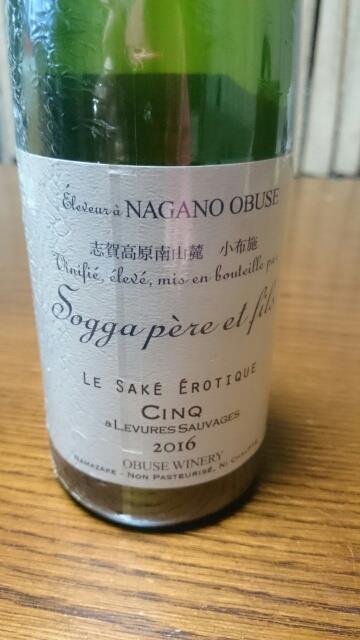 Éleveur à NAGANO OBUSE
志賀高原南山麓 小布施
Vinifié, élevé, mis en bouteille par
Sogga père et fils
LE SAKÉ ÉROTIQUE
CINQ
à LEVURES SAUVAGES
2016
OBUSE WINERY
NAMAZAKE - NON PASTEURISÉ, NI